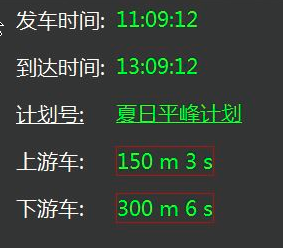 发车时间: 11:09:12
到达时间: 13:09:12
计划号: 夏日平峰计划
上游车: 150 m 3 s
下游车: 300 m 6 s